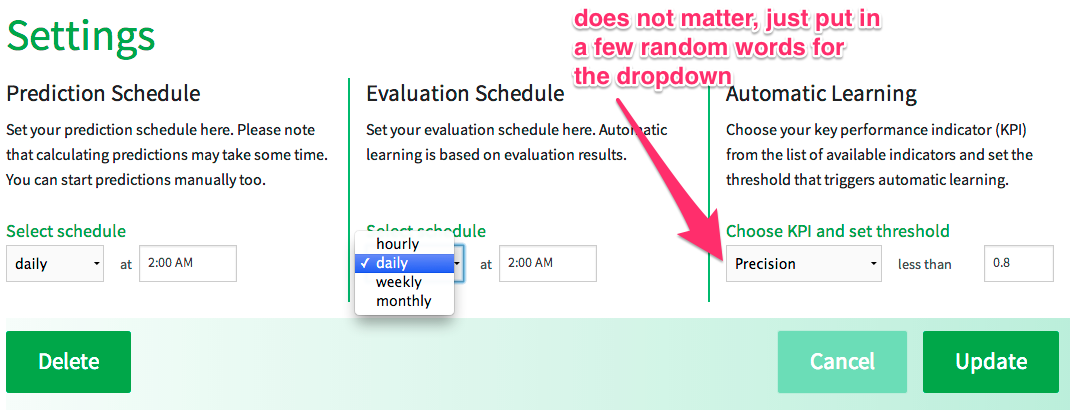 Settings
does not matter, just put in
a few random words for
the dropdown
Prediction Schedule
Set your prediction schedule here. Please note
that calculating predictions may take some time.
You can start predictions manually too.
Select schedule
daily
at
2:00 AM
Evaluation Schedule
Set your evaluation schedule here. Automatic
learning is based on evaluation results.
Select schedule
hourly
✓ daily
weekly
monthly
at
2:00 AM
Automatic Learning
Choose your key performance indicator (KPI)
from the list of available indicators and set the
threshold that triggers automatic learning.
Choose KPI and set threshold
Precision
less than
0.8
Delete
Cancel
Update